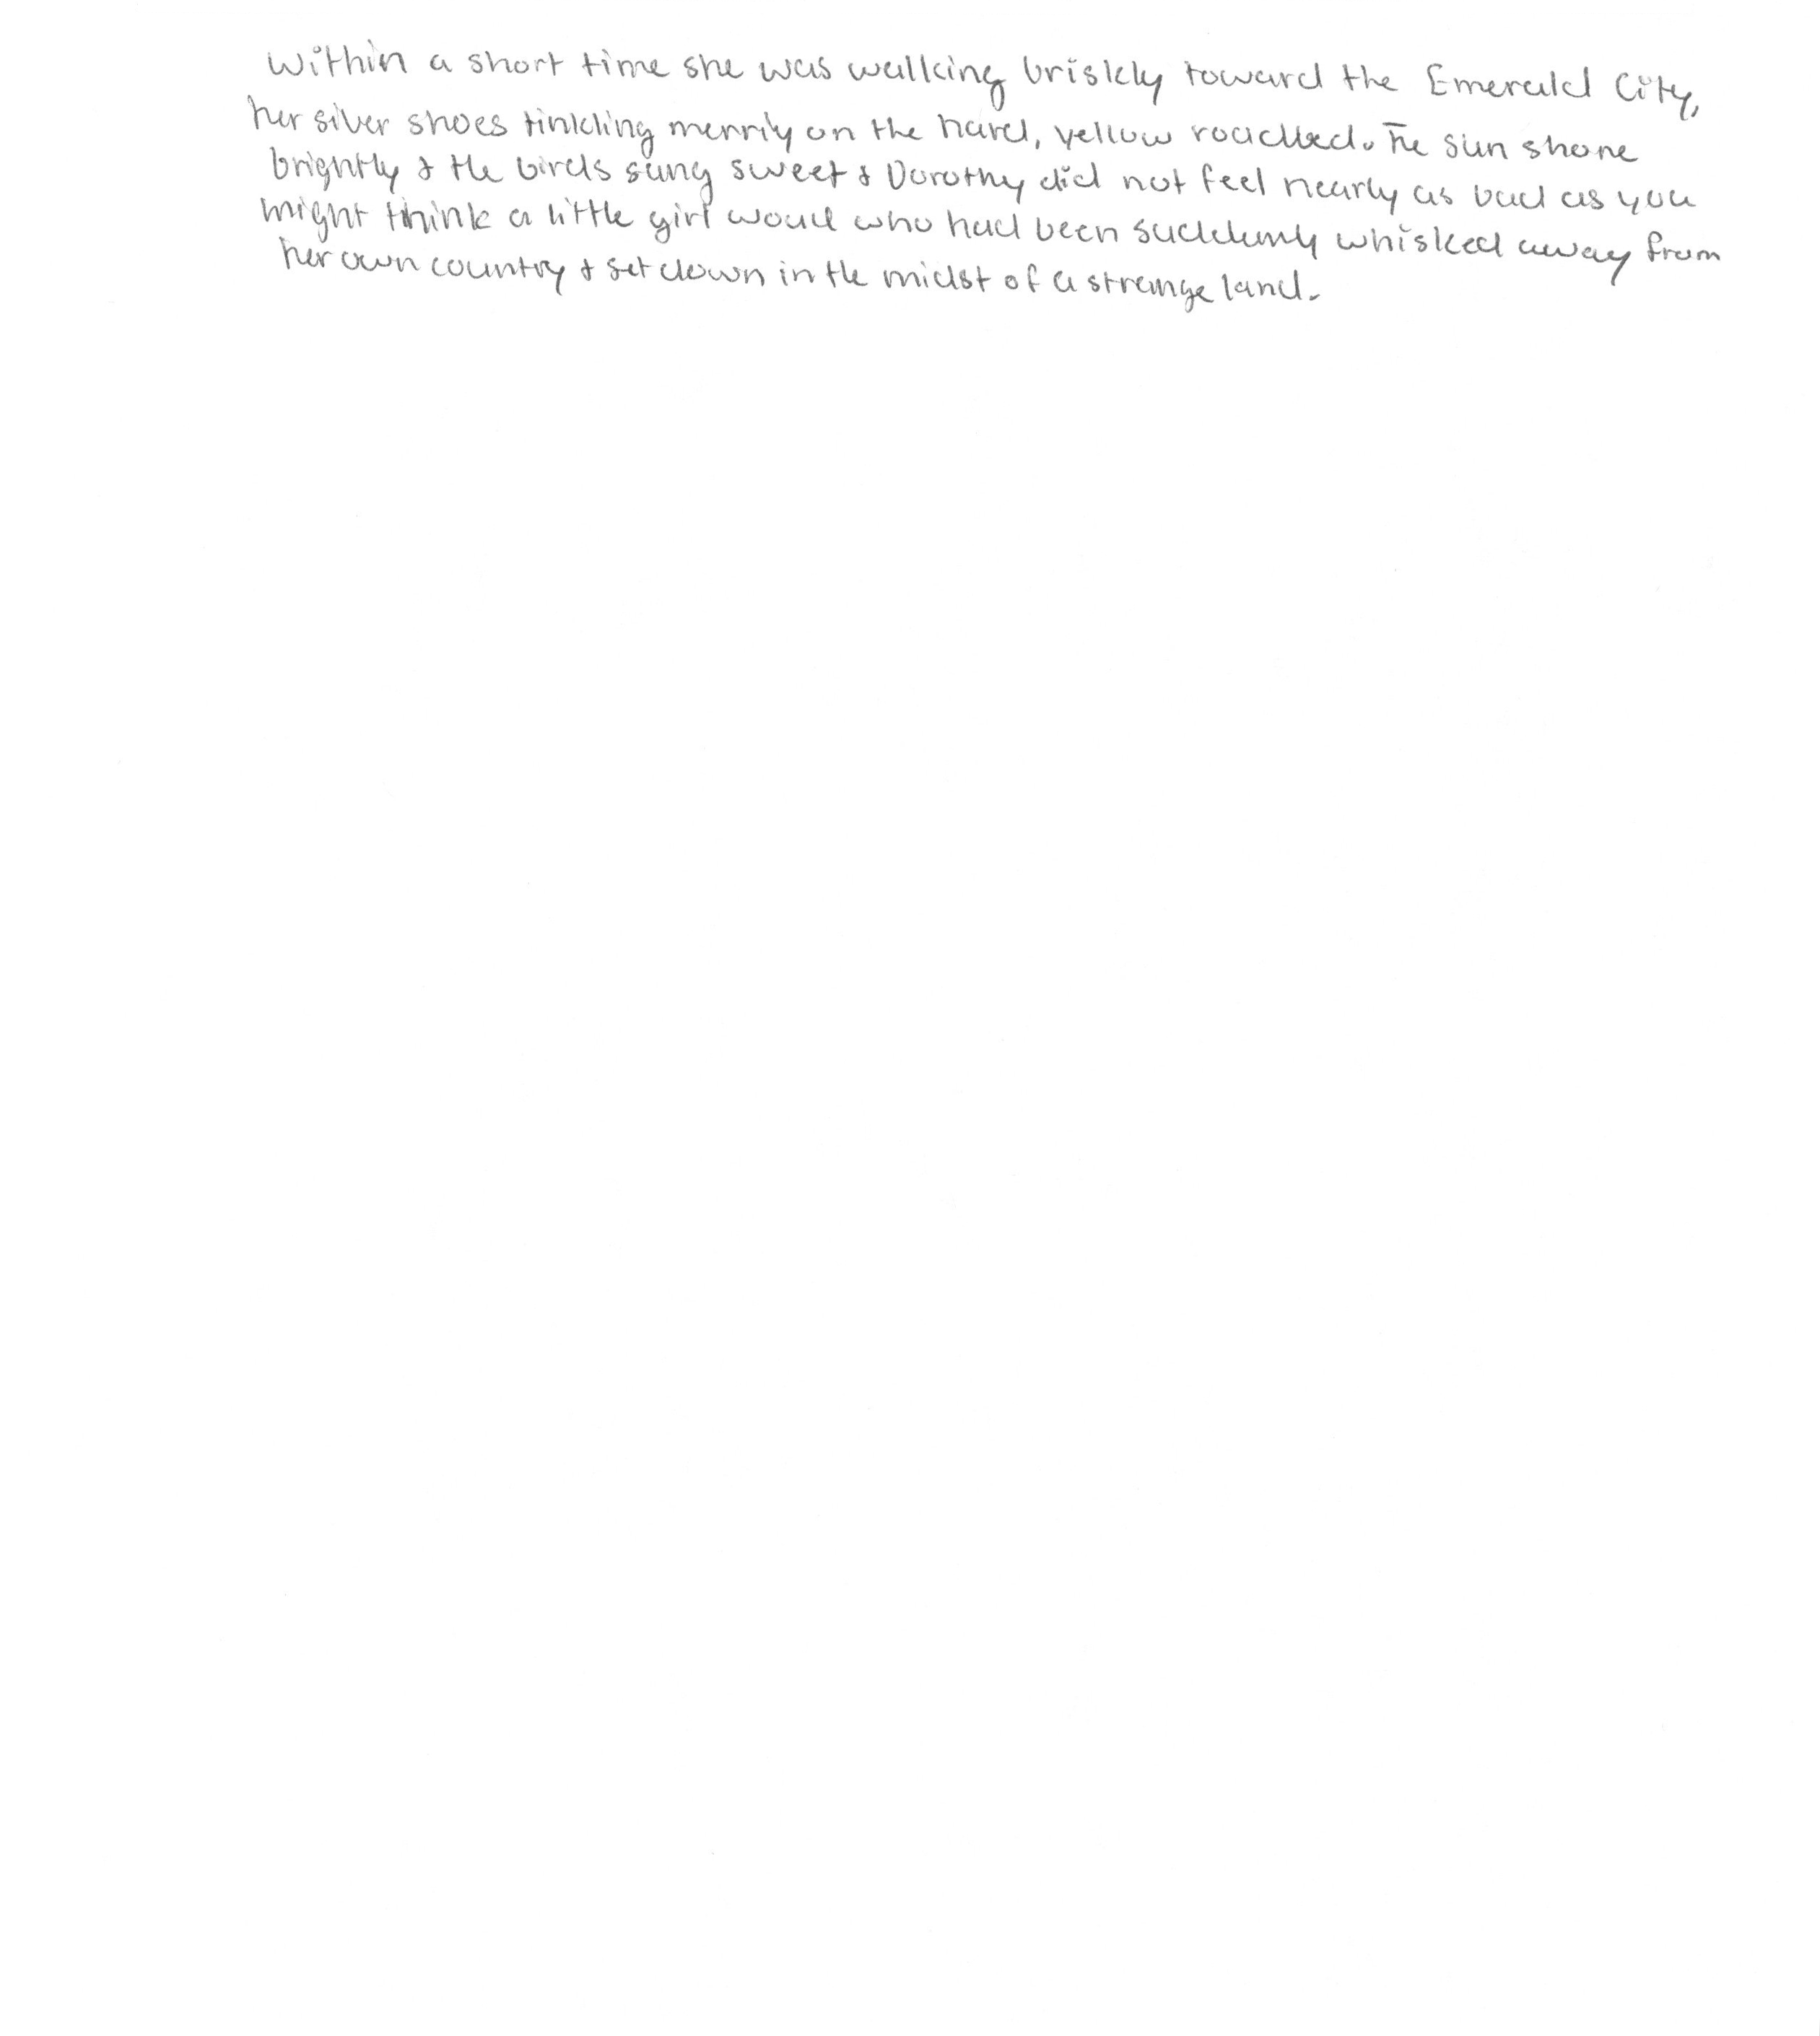 Within a short time she was walking briskly toward the Emerald City,
her silver shoes tinkling merrily on the hard, yellow roadbed. The sun shone
brightly & the birds sang sweet & Dorothy did not feel nearly as bad as you
might think a little girl would who had been suddenly whisked away from
her own country & set down in the midst of a strange land.